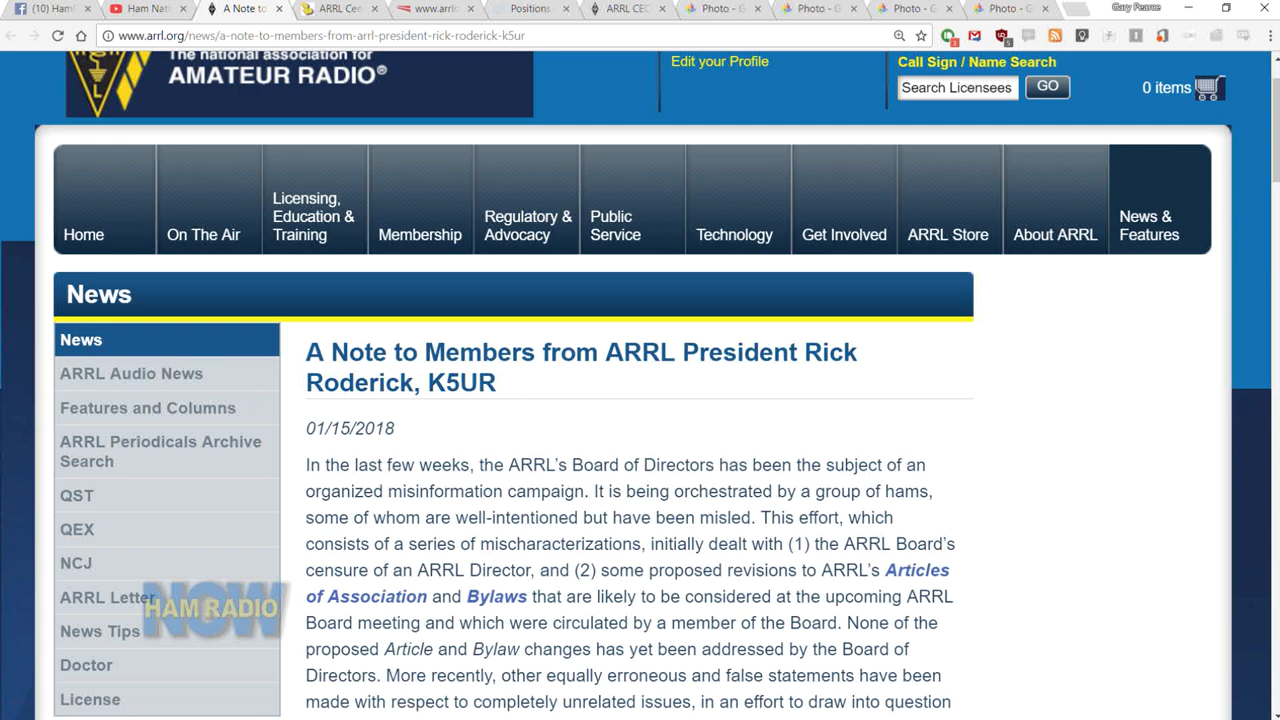 (10) Ham
Ham Nati
A Note to
ARRL Cen
www.arrl
Positions
ARRL CEC
Photo - G
Photo - G
Photo - G
Photo - G
Gary Pearce
www.arrl.org/news/a-note-to-members-from-arrl-president-rick-roderick-k5ur
The national association for
AMATEUR RADIO®
Edit your Profile
Call Sign / Name Search
Search Licensees
GO
0 items
Home
On The Air
Licensing,
Education &
Training
Membership
Regulatory &
Advocacy
Public
Service
Technology
Get Involved
ARRL Store
About ARRL
News &
Features
News
News
ARRL Audio News
Features and Columns
ARRL Periodicals Archive
Search
QST
QEX
NCJ
ARRL Letter
News Tips
Doctor
License
HAM RADIO
NOW
A Note to Members from ARRL President Rick
Roderick, K5UR
01/15/2018
In the last few weeks, the ARRL's Board of Directors has been the subject of an
organized misinformation campaign. It is being orchestrated by a group of hams,
some of whom are well-intentioned but have been misled. This effort, which
consists of a series of mischaracterizations, initially dealt with (1) the ARRL Board's
censure of an ARRL Director, and (2) some proposed revisions to ARRL's Articles
of Association and Bylaws that are likely to be considered at the upcoming ARRL
Board meeting and which were circulated by a member of the Board. None of the
proposed Article and Bylaw changes has yet been addressed by the Board of
Directors. More recently, other equally erroneous and false statements have been
made with respect to completely unrelated issues, in an effort to draw into question